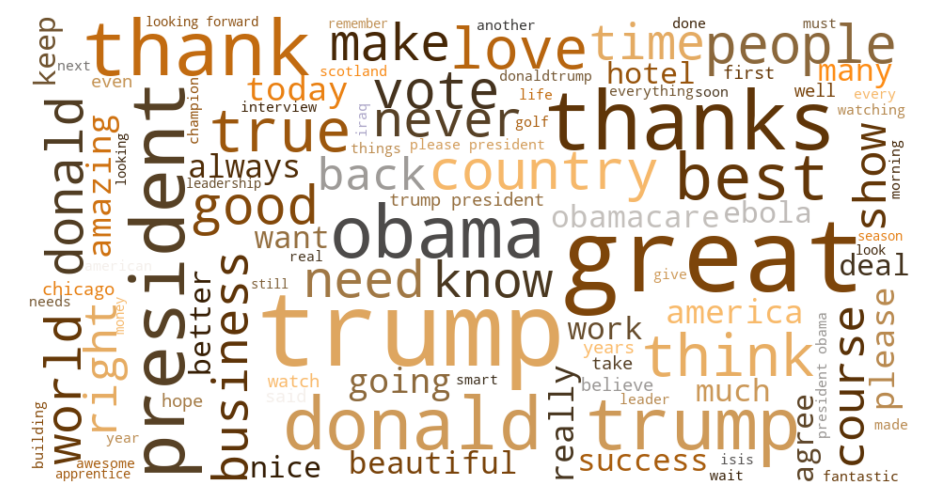 looking forward
remember
another
done
must
keep
thank
make
love
time
people
next
even
scotland
donaldtrump
hotel
first
many
today
vote
everything
soon
well
every
interview
life
watching
champion
true
iraq
never
golf
thanks
things
please president
looking
amazing
always
back
country
best
show
morning
leadership
trump president
good
obama
obamacare
ebola
want
real
great
season
look
deal
american
world
donald
president
need
know
give
chicago
still
needs
money
right
better
business
trump
america
work
please
years
think
take
course
president obama
watch
said
going
smart
believe
much
hope
leader
donald
trump
really
agree
made
building
year
awesome
apprentice
nice
beautiful
success
isis
wait
fantastic